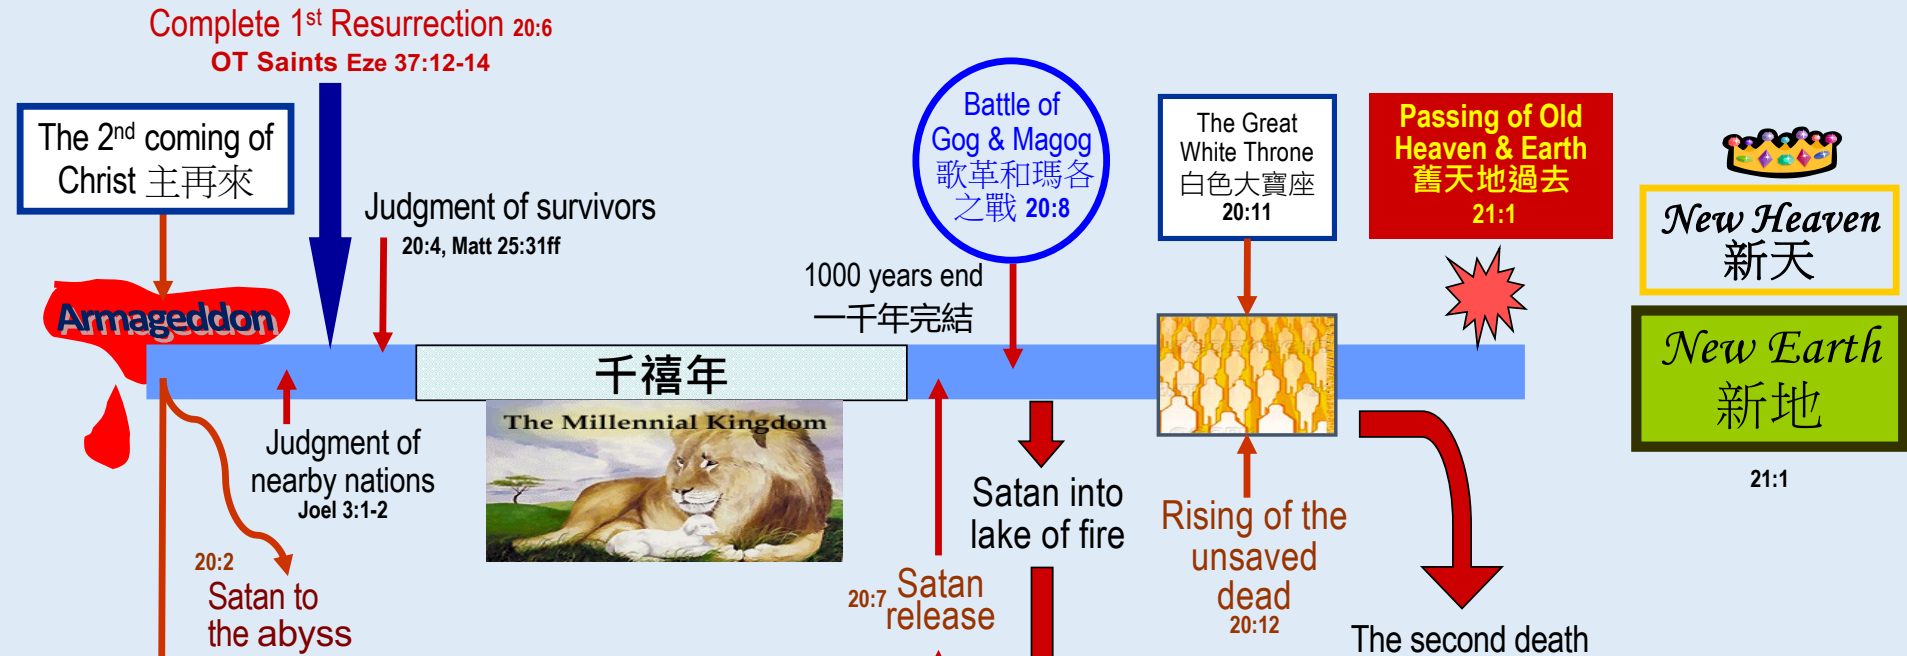 Complete 1st Resurrection 20:6
OT Saints Eze 37:12-14
The 2nd coming of
Christ 主再來
Armageddon
Judgment of survivors
20:4, Matt 25:31ff
Judgment of
nearby nations
Joel 3:1-2
20:2
Satan to
the abyss
千禧年
The Millennial Kingdom
1000 years end
一千年完結
Battle of
Gog & Magog
歌革和瑪各
之戰 20:8
20:7 Satan
release
Satan into
lake of fire
The Great
White Throne
白色大寶座
20:11
Rising of the
unsaved
dead
20:12
Passing of Old
Heaven & Earth
舊天地過去
21:1
The second death
New Heaven
新天
New Earth
新地
21:1